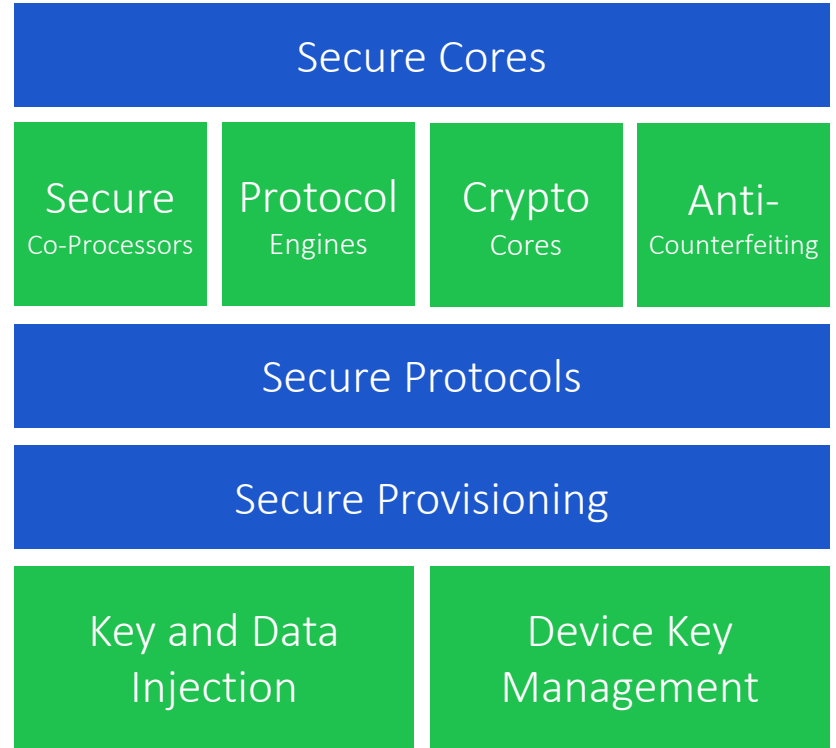 Secure Cores
Secure
Co-Processors
Protocol
Engines
Crypto
Cores
Anti-
Counterfeiting
Secure Protocols
Secure Provisioning
Key and Data
Injection
Device Key
Management